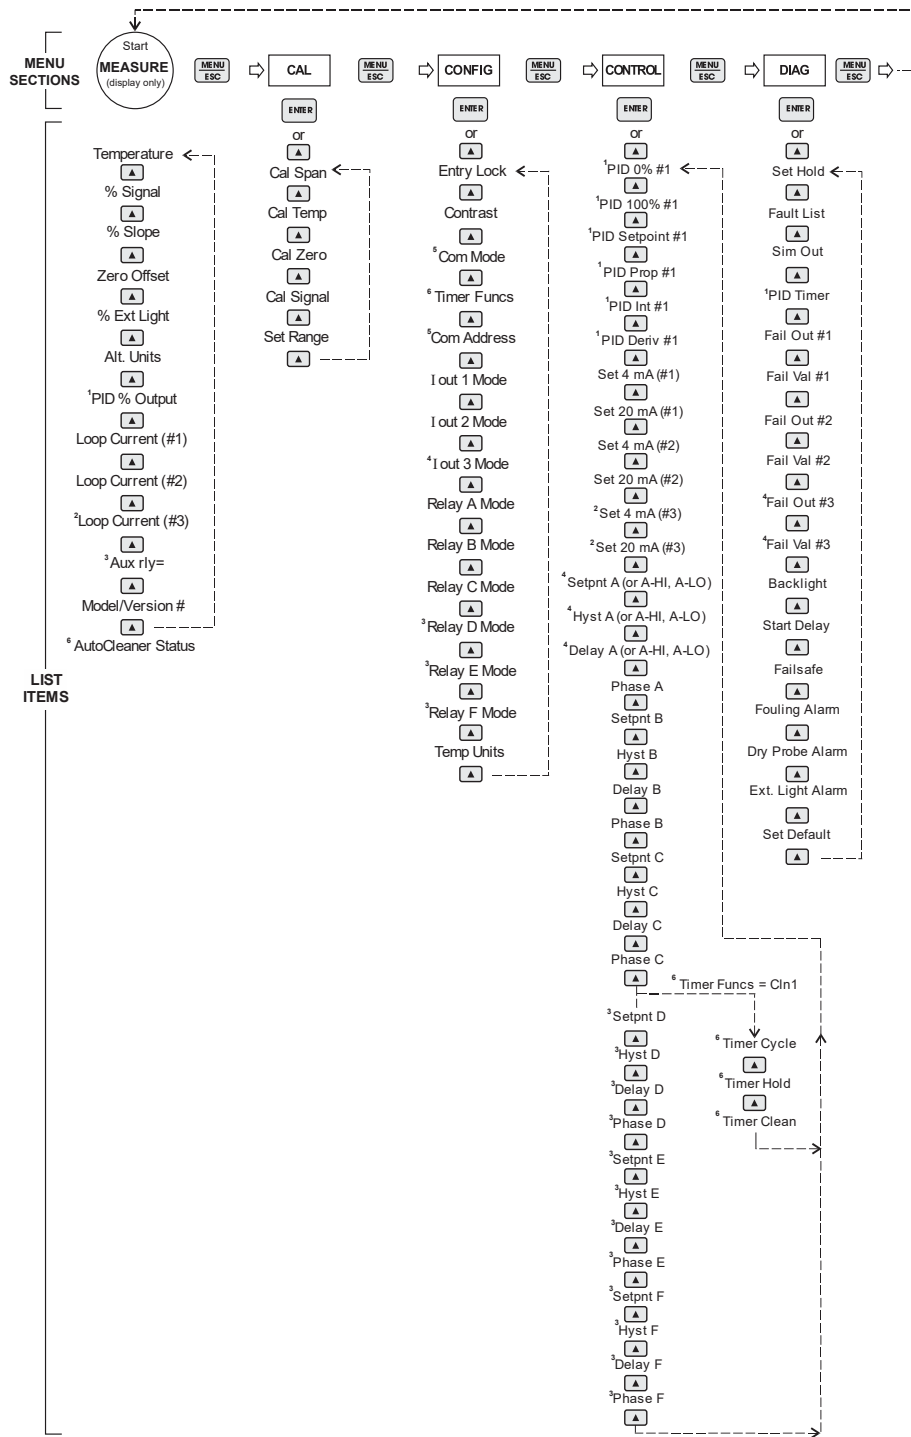 Start
MENU
SECTIONS
MEASURE
(display only)
MENU
ESC
CAL
MENU
ESC
CONFIG
MENU
ESC
CONTROL
MENU
ESC
DIAG
MENU
ESC
LIST
ITEMS
Temperature
% Signal
% Slope
Zero Offset
% Ext Light
Alt. Units
¹PID % Output
Loop Current (#1)
Loop Current (#2)
²Loop Current (#3)
³Aux rly=
Model/Version #
⁶AutoCleaner Status
ENTER
or
Cal Span
Cal Temp
Cal Zero
Cal Signal
Set Range
ENTER
or
Entry Lock
Contrast
⁵Com Mode
⁶Timer Funcs
⁵Com Address
I out 1 Mode
I out 2 Mode
⁴I out 3 Mode
Relay A Mode
Relay B Mode
Relay C Mode
³Relay D Mode
³Relay E Mode
³Relay F Mode
Temp Units
ENTER
or
¹PID 0% #1
¹PID 100% #1
¹PID Setpoint #1
¹PID Prop #1
¹PID Int #1
¹PID Deriv #1
Set 4 mA (#1)
Set 20 mA (#1)
Set 4 mA (#2)
Set 20 mA (#2)
²Set 4 mA (#3)
²Set 20 mA (#3)
⁴Setpnt A (or A-HI, A-LO)
⁴Hyst A (or A-HI, A-LO)
⁴Delay A (or A-HI, A-LO)
Phase A
Setpnt B
Hyst B
Delay B
Phase B
Setpnt C
Hyst C
Delay C
Phase C
³Setpnt D
³Hyst D
³Delay D
³Phase D
³Setpnt E
³Hyst E
³Delay E
³Phase E
³Setpnt F
³Hyst F
³Delay F
³Phase F
⁶Timer Funcs = Cln1
⁶Timer Cycle
⁶Timer Hold
⁶Timer Clean
ENTER
or
Set Hold
Fault List
Sim Out
¹PID Timer
Fail Out #1
Fail Val #1
Fail Out #2
Fail Val #2
⁴Fail Out #3
⁴Fail Val #3
Backlight
Start Delay
Failsafe
Fouling Alarm
Dry Probe Alarm
Ext. Light Alarm
Set Default